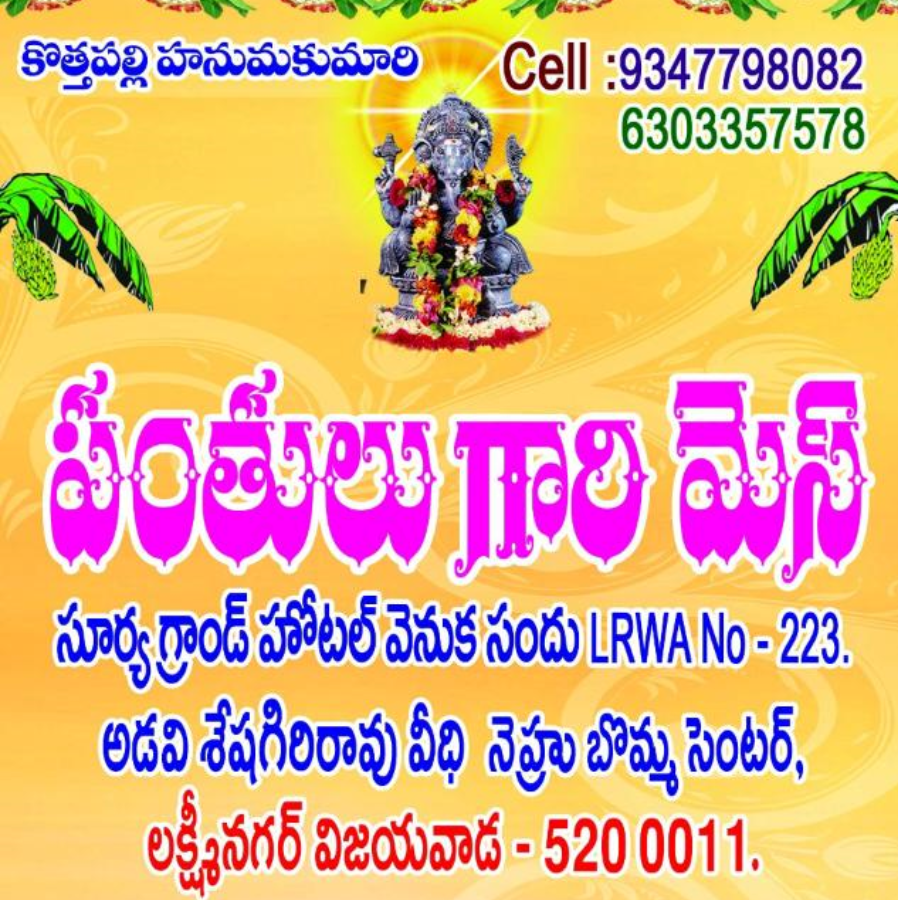 కొత్తపల్లి హనుమకుమారి Cell :9347798082
6303357578
పంతులు గారి మెస్
సూర్య గ్రాండ్ హోటల్ వెనుక సందు LRWA No - 223.
అడవి శేషగిరిరావు వీధి నెహ్రు బొమ్మ సెంటర్,
లక్ష్మీనగర్ విజయవాడ - 520 0011.